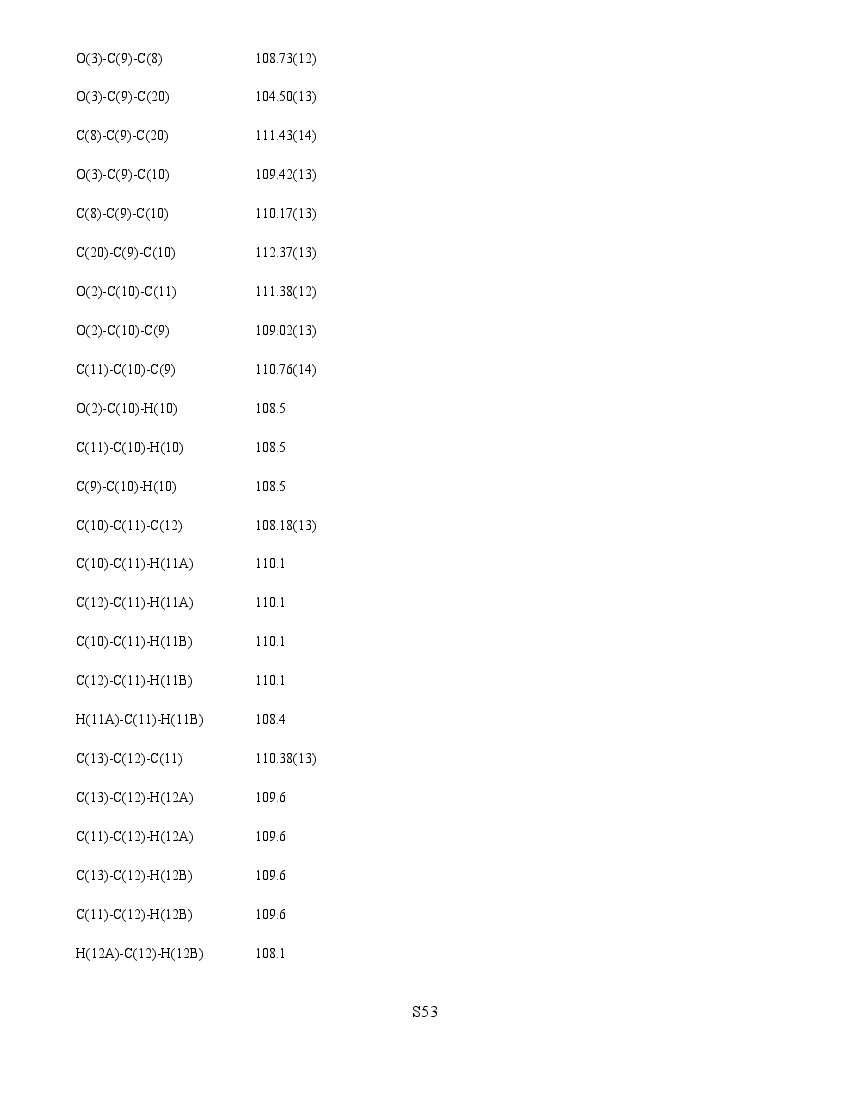 O(3)-C(9)-C(8) 108.73(12)
O(3)-C(9)-C(20) 104.50(13)
C(8)-C(9)-C(20) 111.43(14)
O(3)-C(9)-C(10) 109.42(13)
C(8)-C(9)-C(10) 110.17(13)
C(20)-C(9)-C(10) 112.37(13)
O(2)-C(10)-C(11) 111.38(12)
O(2)-C(10)-C(9) 109.02(13)
C(11)-C(10)-C(9) 110.76(14)
O(2)-C(10)-H(10) 108.5
C(11)-C(10)-H(10) 108.5
C(9)-C(10)-H(10) 108.5
C(10)-C(11)-C(12) 108.18(13)
C(10)-C(11)-H(11A) 110.1
C(12)-C(11)-H(11A) 110.1
C(10)-C(11)-H(11B) 110.1
C(12)-C(11)-H(11B) 110.1
H(11A)-C(11)-H(11B) 108.4
C(13)-C(12)-C(11) 110.38(13)
C(13)-C(12)-H(12A) 109.6
C(11)-C(12)-H(12A) 109.6
C(13)-C(12)-H(12B) 109.6
C(11)-C(12)-H(12B) 109.6
H(12A)-C(12)-H(12B) 108.1
S53